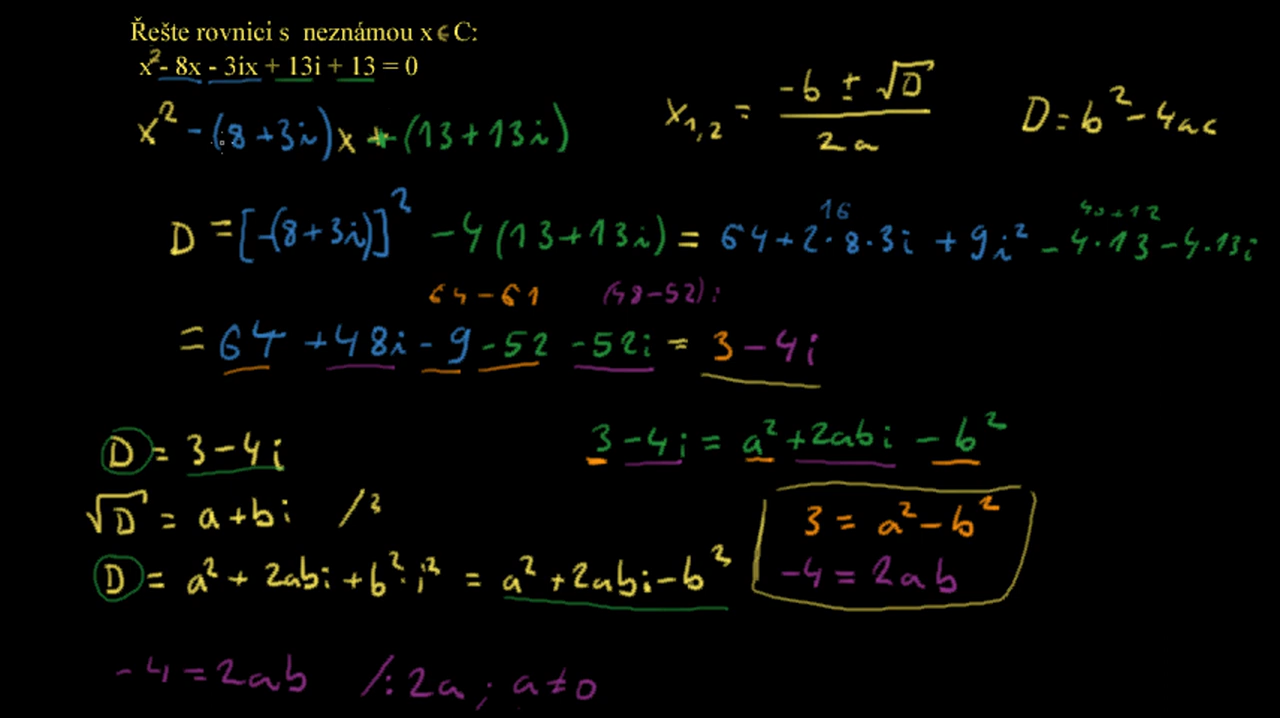 Řešte rovnici s neznámou x ∈ C:
x² - 8x - 3ix + 13i + 13 = 0
x² - (8 + 3i)x + (13 + 13i)
x₁,₂ = (-b ± √D) / 2a
D = b² - 4ac
D = [-(8 + 3i)]² - 4(13 + 13i) = 64 + 2·8·3i + 9i² - 4·13 - 4·13i
16
40+12
64 - 61
(48 - 52)i
= 64 + 48i - 9 - 52 - 52i = 3 - 4i
D = 3 - 4i
3 - 4i = a² + 2abi - b²
√D = a + bi /²
3 = a² - b²
D = a² + 2abi + b²·i² = a² + 2abi - b²
-4 = 2ab
-4 = 2ab /: 2a ; a ≠ 0